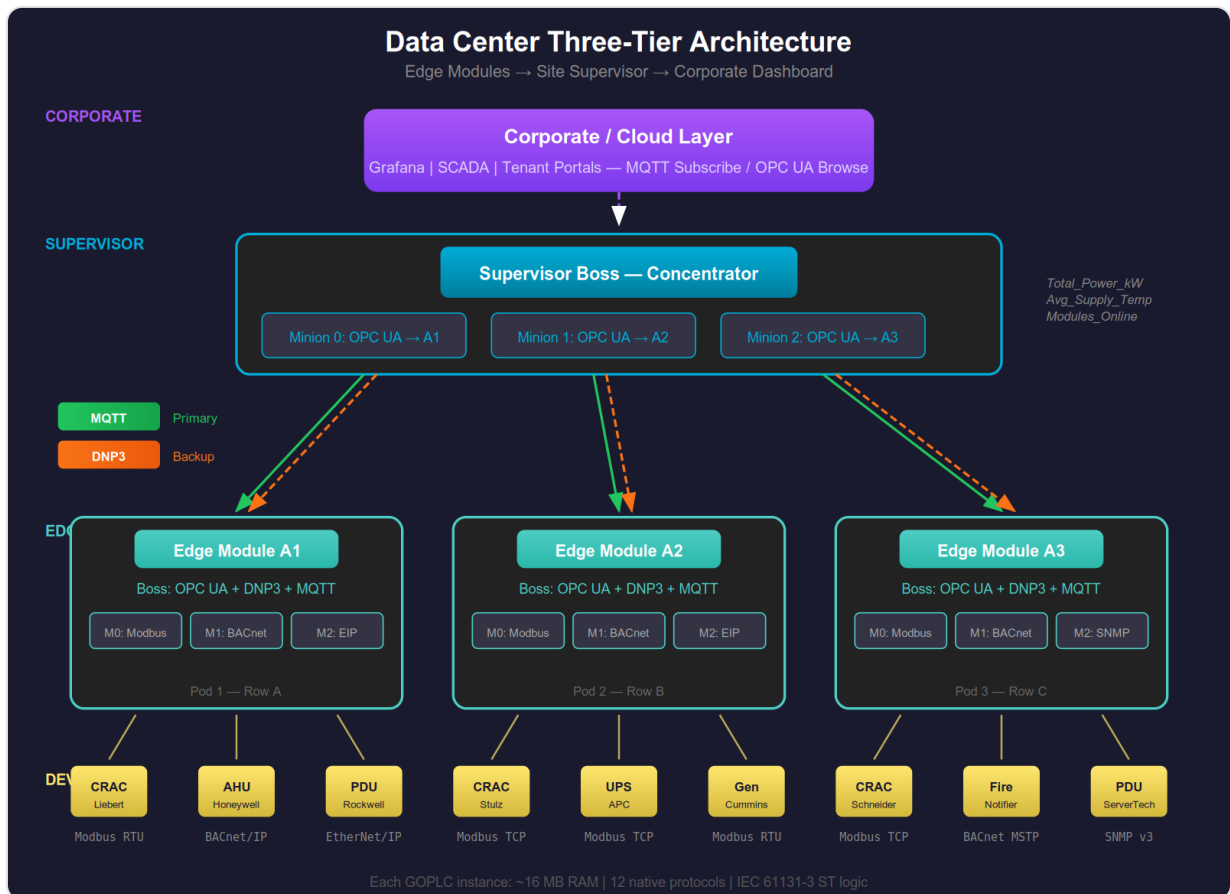 Data Center Three-Tier Architecture
Edge Modules → Site Supervisor → Corporate Dashboard
CORPORATE
Corporate / Cloud Layer
Grafana | SCADA | Tenant Portals — MQTT Subscribe / OPC UA Browse
SUPERVISOR
Supervisor Boss — Concentrator
Minion 0: OPC UA → A1
Minion 1: OPC UA → A2
Minion 2: OPC UA → A3
Total_Power_kW
Avg_Supply_Temp
Modules_Online
MQTT Primary
DNP3 Backup
Edge Module A1
Boss: OPC UA + DNP3 + MQTT
M0: Modbus
M1: BACnet
M2: EIP
Pod 1 — Row A
Edge Module A2
Boss: OPC UA + DNP3 + MQTT
M0: Modbus
M1: BACnet
M2: EIP
Pod 2 — Row B
Edge Module A3
Boss: OPC UA + DNP3 + MQTT
M0: Modbus
M1: BACnet
M2: SNMP
Pod 3 — Row C
CRAC
Liebert
Modbus RTU
AHU
Honeywell
BACnet/IP
PDU
Rockwell
EtherNet/IP
CRAC
Stulz
Modbus TCP
UPS
APC
Modbus TCP
Gen
Cummins
Modbus RTU
CRAC
Schneider
Modbus TCP
Fire
Notifier
BACnet MSTP
PDU
ServerTech
SNMP v3
Each GOPLC instance: ~16 MB RAM | 12 native protocols | IEC 61131-3 ST logic